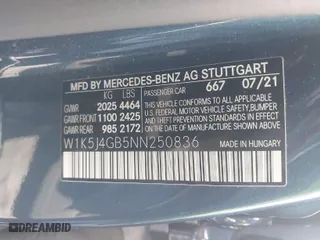 MFD BY MERCEDES-BENZ AG STUTTGART
KG LBS
GVWR 2025 4464
GAWR FRONT 1100 2425
GAWR REAR 985 2172
PASSENGER CAR 667 07/21
THIS VEHICLE CONFORMS TO ALL APPLICABLE
U.S. FEDERAL MOTOR VEHICLE
SAFETY, BUMPER, AND THEFT PREVENTION
STANDARDS IN EFFECT ON THE DATE OF
MANUFACTURE SHOWN ABOVE.
W1K5J4GB5NN250836
MADE IN HUNGARY